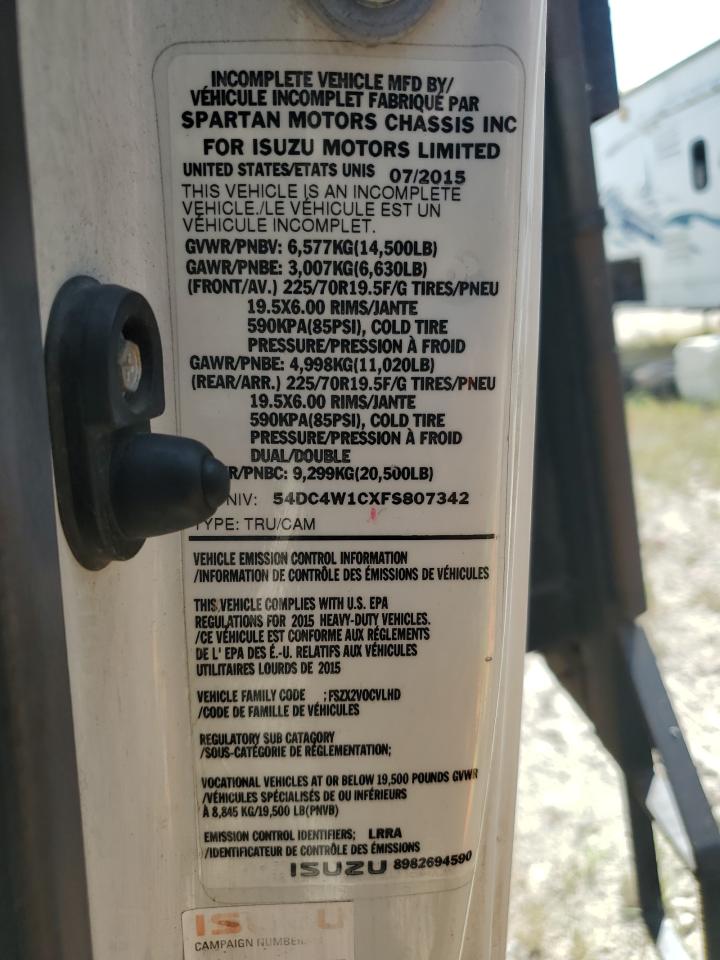 INCOMPLETE VEHICLE MFD BY/
VÉHICULE INCOMPLET FABRIQUÉ PAR
SPARTAN MOTORS CHASSIS INC
FOR ISUZU MOTORS LIMITED
UNITED STATES/ETATS UNIS 07/2015
THIS VEHICLE IS AN INCOMPLETE
VEHICLE./LE VÉHICULE EST UN
VÉHICULE INCOMPLET.
GVWR/PNBV: 6,577KG(14,500LB)
GAWR/PNBE: 3,007KG(6,630LB)
(FRONT/AV.) 225/70R19.5F/G TIRES/PNEU
19.5X6.00 RIMS/JANTE
590KPA(85PSI), COLD TIRE
PRESSURE/PRESSION À FROID
GAWR/PNBE: 4,998KG(11,020LB)
(REAR/ARR.) 225/70R19.5F/G TIRES/PNEU
19.5X6.00 RIMS/JANTE
590KPA(85PSI), COLD TIRE
PRESSURE/PRESSION À FROID
DUAL/DOUBLE
R/PNBC: 9,299KG(20,500LB)
NIV: 54DC4W1CXFS807342
TYPE: TRU/CAM
VEHICLE EMISSION CONTROL INFORMATION
/INFORMATION DE CONTRÔLE DES ÉMISSIONS DE VÉHICULES
THIS VEHICLE COMPLIES WITH U.S. EPA
REGULATIONS FOR 2015 HEAVY-DUTY VEHICLES.
/CE VÉHICULE EST CONFORME AUX RÉGLEMENTS
DE L' EPA DES É.-U. RELATIFS AUX VÉHICULES
UTILITAIRES LOURDS DE 2015
VEHICLE FAMILY CODE ;FSZX2VOCVLHD
/CODE DE FAMILLE DE VÉHICULES
REGULATORY SUB CATAGORY
/SOUS-CATÉGORIE DE RÉGLEMENTATION;
VOCATIONAL VEHICLES AT OR BELOW 19,500 POUNDS GVWR
/VÉHICULES SPÉCIALISÉS DE OU INFÉRIEURS
À 8,845 KG/19,500 LB(PNVB)
EMISSION CONTROL IDENTIFIERS; LRRA
/IDENTIFICATEUR DE CONTRÔLE DES ÉMISSIONS
ISUZU 8982694590
ISUZU
CAMPAIGN NUMBER